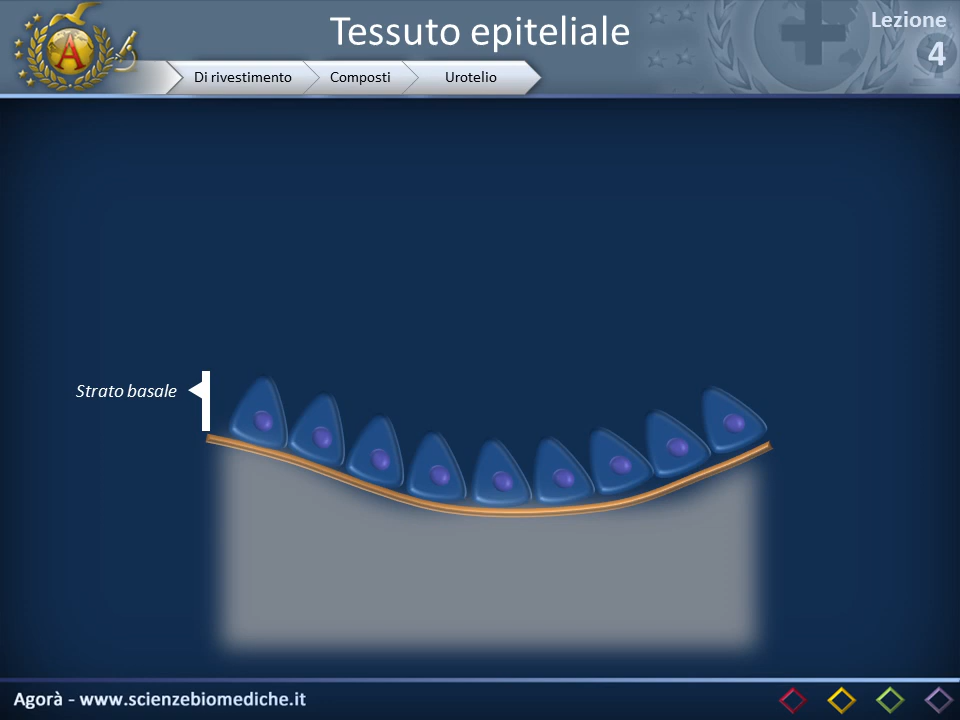 Tessuto epiteliale
Lezione
4
Di rivestimento
Composti
Urotelio
Strato basale
Agorà - www.scienzebiomediche.it
A